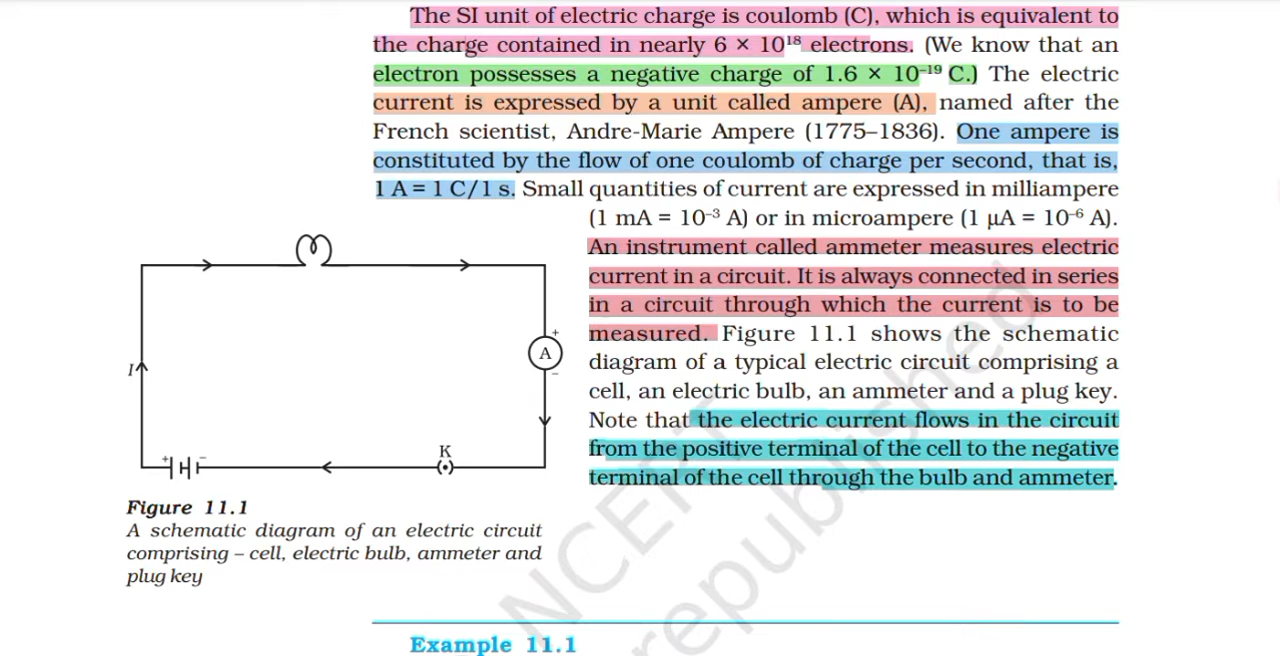 The SI unit of electric charge is coulomb (C), which is equivalent to
the charge contained in nearly 6 × 10¹⁸ electrons. (We know that an
electron possesses a negative charge of 1.6 × 10⁻¹⁹ C.) The electric
current is expressed by a unit called ampere (A), named after the
French scientist, Andre-Marie Ampere (1775–1836). One ampere is
constituted by the flow of one coulomb of charge per second, that is,
1 A = 1 C/1 s. Small quantities of current are expressed in milliampere
(1 mA = 10⁻³ A) or in microampere (1 µA = 10⁻⁶ A).
An instrument called ammeter measures electric
current in a circuit. It is always connected in series
in a circuit through which the current is to be
measured. Figure 11.1 shows the schematic
diagram of a typical electric circuit comprising a
cell, an electric bulb, an ammeter and a plug key.
Note that the electric current flows in the circuit
from the positive terminal of the cell to the negative
terminal of the cell through the bulb and ammeter.
+
A
–
I
K
+ –
Figure 11.1
A schematic diagram of an electric circuit
comprising – cell, electric bulb, ammeter and
plug key
NCERT
republished
Example 11.1